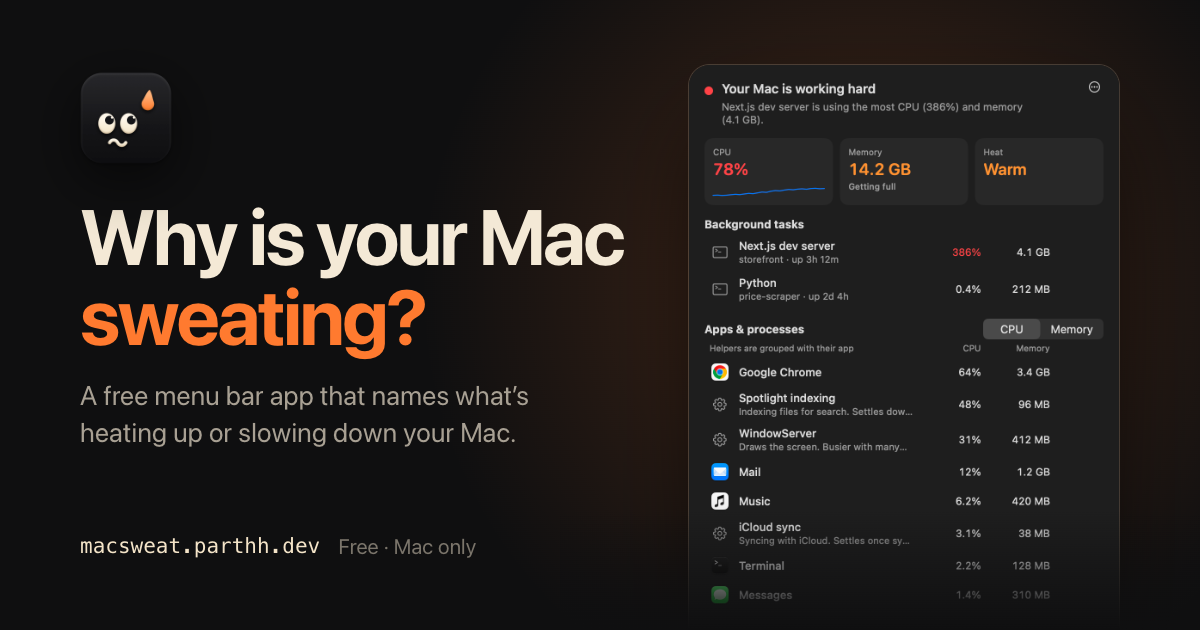 Why is your Mac
sweating?
A free menu bar app that names what's
heating up or slowing down your Mac.
macsweat.parthh.dev Free · Mac only
Your Mac is working hard
Next.js dev server is using the most CPU (386%) and memory
(4.1 GB).
CPU
78%
Memory
14.2 GB
Getting full
Heat
Warm
Background tasks
Next.js dev server 386% 4.1 GB
storefront · up 3h 12m
Python 0.4% 212 MB
price-scraper · up 2d 4h
Apps & processes CPU Memory
Helpers are grouped with their app CPU Memory
Google Chrome 64% 3.4 GB
Spotlight indexing 48% 96 MB
Indexing files for search. Settles dow...
WindowServer 31% 412 MB
Draws the screen. Busier with many...
Mail 12% 1.2 GB
Music 6.2% 420 MB
iCloud sync 3.1% 38 MB
Syncing with iCloud. Settles once sy...
Terminal 2.2% 128 MB
Messages 1.4% 310 MB